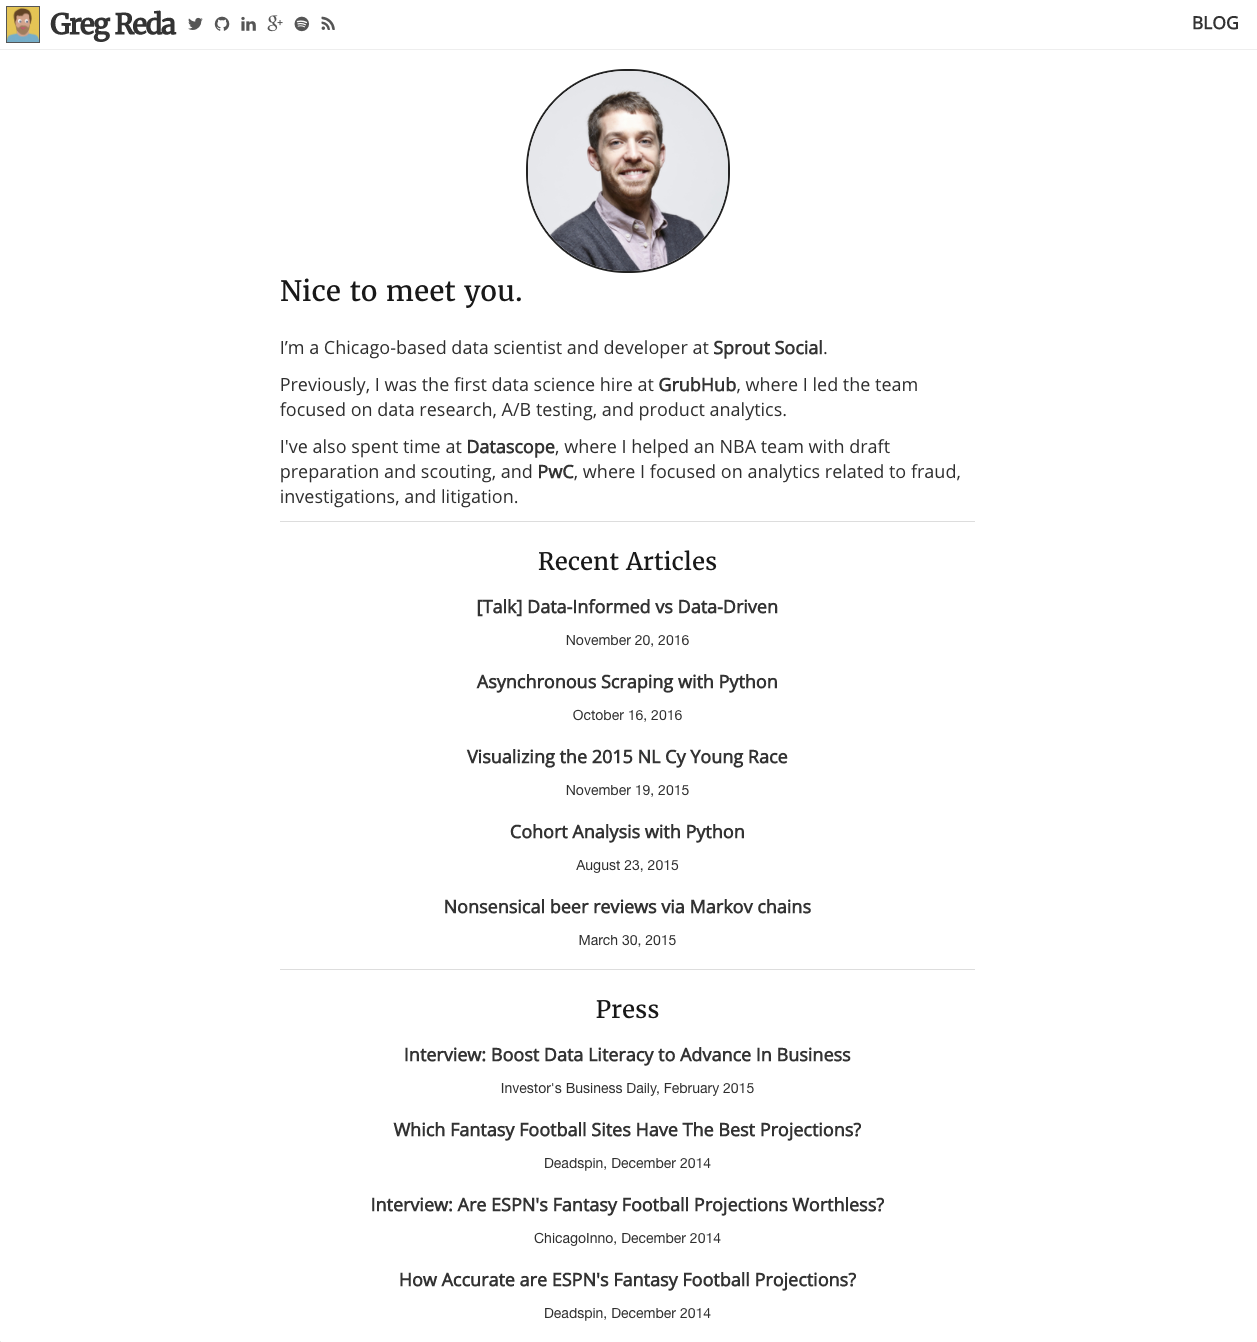 Greg Reda
BLOG
Nice to meet you.
I’m a Chicago-based data scientist and developer at Sprout Social.
Previously, I was the first data science hire at GrubHub, where I led the team
focused on data research, A/B testing, and product analytics.
I've also spent time at Datascope, where I helped an NBA team with draft
preparation and scouting, and PwC, where I focused on analytics related to fraud,
investigations, and litigation.
Recent Articles
[Talk] Data-Informed vs Data-Driven
November 20, 2016
Asynchronous Scraping with Python
October 16, 2016
Visualizing the 2015 NL Cy Young Race
November 19, 2015
Cohort Analysis with Python
August 23, 2015
Nonsensical beer reviews via Markov chains
March 30, 2015
Press
Interview: Boost Data Literacy to Advance In Business
Investor's Business Daily, February 2015
Which Fantasy Football Sites Have The Best Projections?
Deadspin, December 2014
Interview: Are ESPN's Fantasy Football Projections Worthless?
ChicagoInno, December 2014
How Accurate are ESPN's Fantasy Football Projections?
Deadspin, December 2014